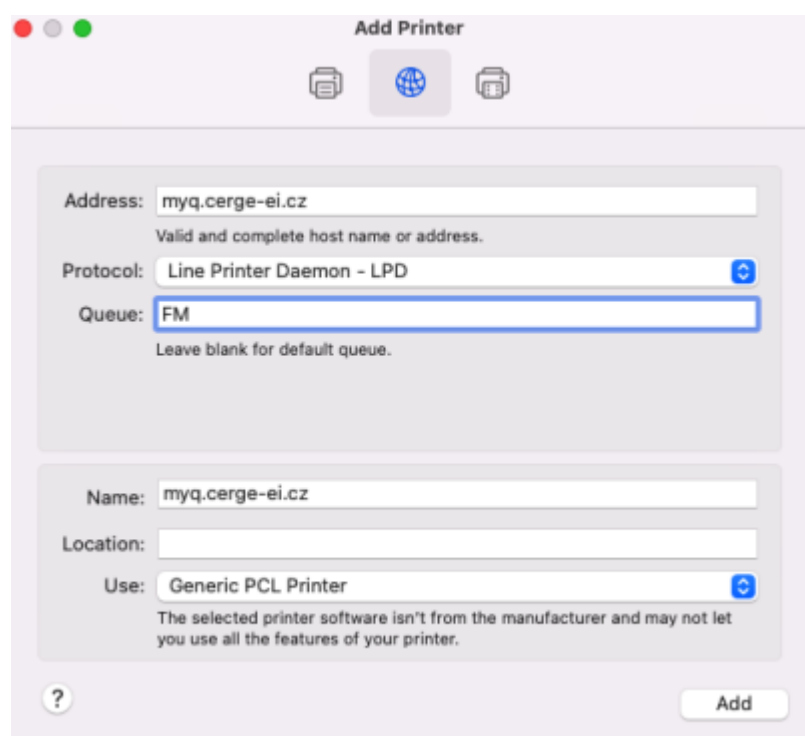 Add Printer
Address: myq.cerge-ei.cz
Valid and complete host name or address.
Protocol: Line Printer Daemon - LPD
Queue: FM
Leave blank for default queue.
Name: myq.cerge-ei.cz
Location:
Use: Generic PCL Printer
The selected printer software isn't from the manufacturer and may not let
you use all the features of your printer.
? Add